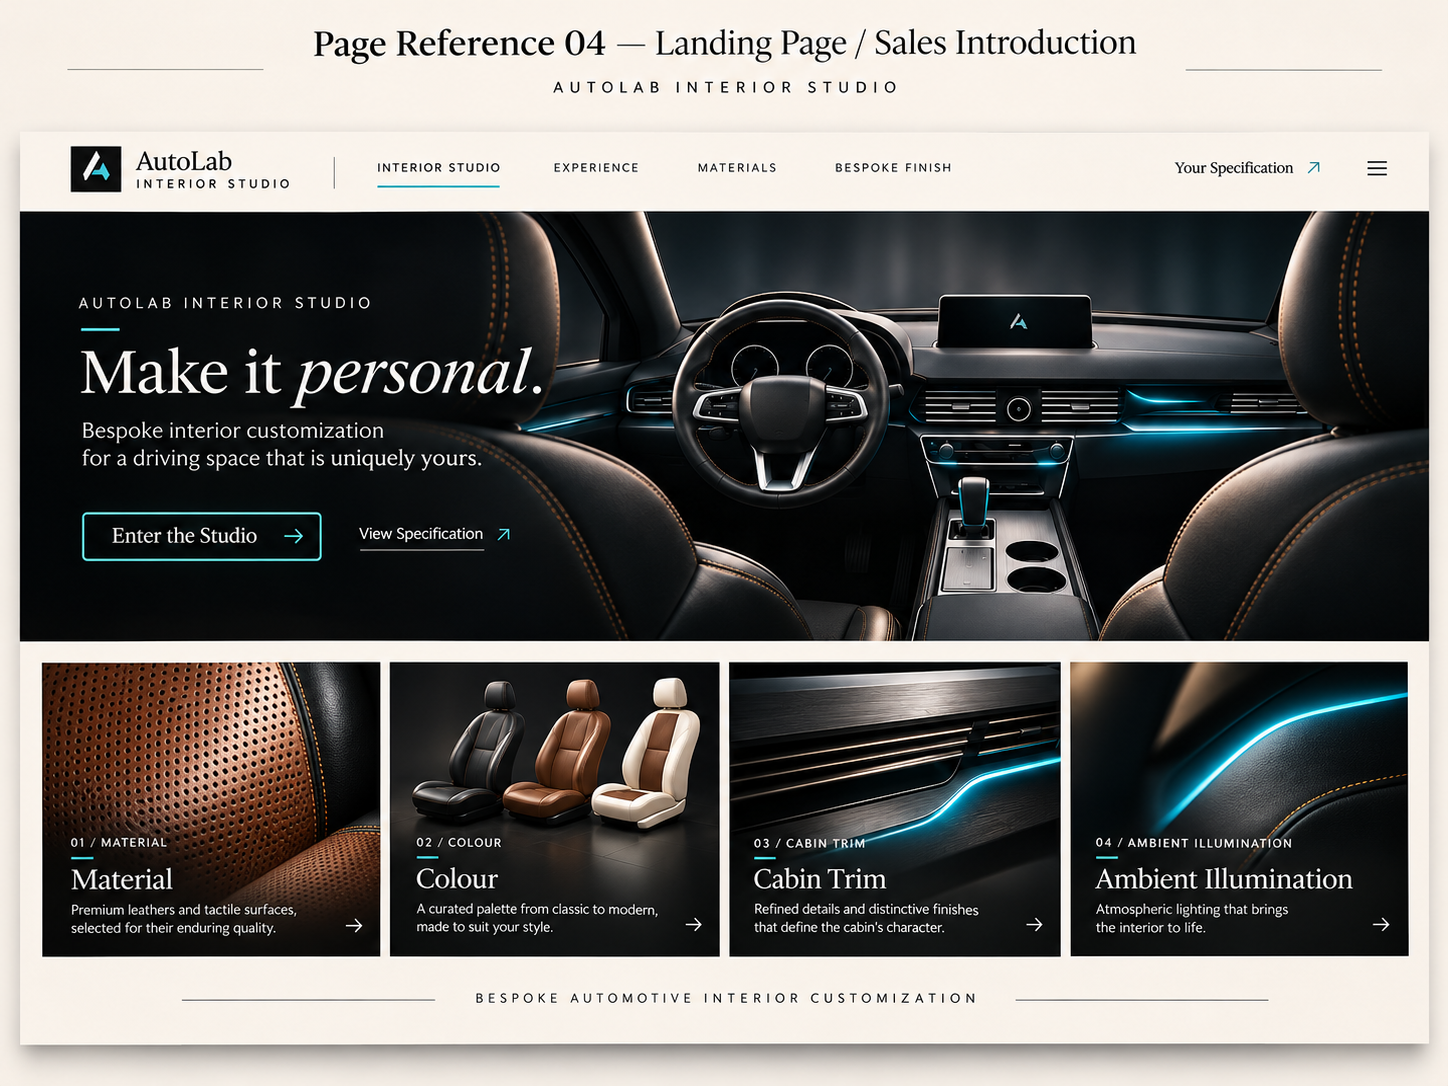 Page Reference 04 — Landing Page / Sales Introduction
AUTOLAB INTERIOR STUDIO
AutoLab
INTERIOR STUDIO
INTERIOR STUDIO
EXPERIENCE
MATERIALS
BESPOKE FINISH
Your Specification
AUTOLAB INTERIOR STUDIO
Make it personal.
Bespoke interior customization
for a driving space that is uniquely yours.
Enter the Studio
View Specification
01 / MATERIAL
Material
Premium leathers and tactile surfaces,
selected for their enduring quality.
02 / COLOUR
Colour
A curated palette from classic to modern,
made to suit your style.
03 / CABIN TRIM
Cabin Trim
Refined details and distinctive finishes
that define the cabin's character.
04 / AMBIENT ILLUMINATION
Ambient Illumination
Atmospheric lighting that brings
the interior to life.
BESPOKE AUTOMOTIVE INTERIOR CUSTOMIZATION